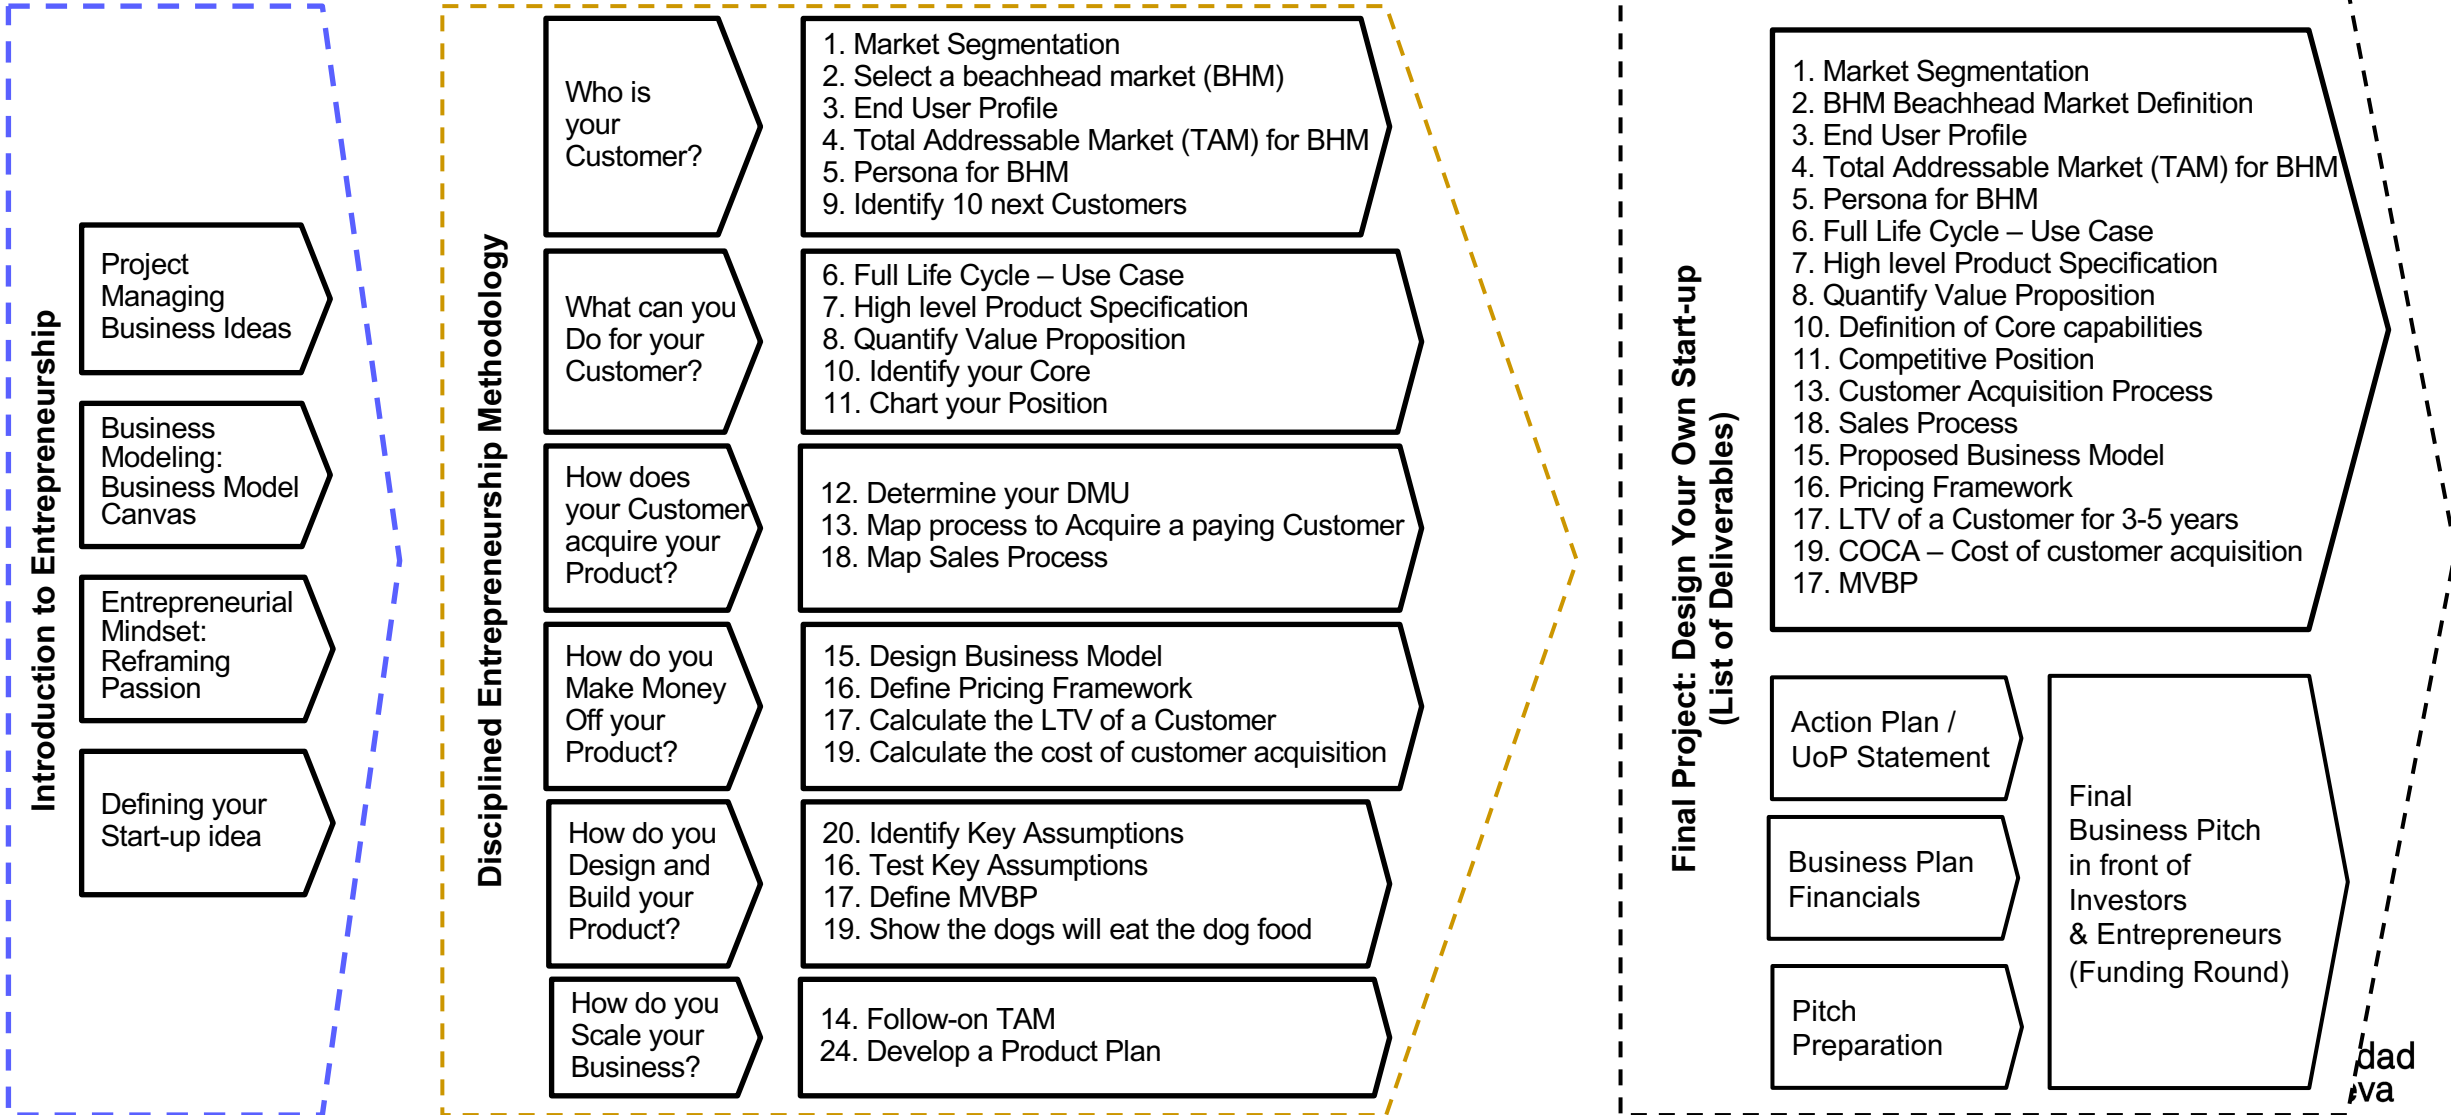 Introduction to Entrepreneurship
Project
Managing
Business Ideas
Business
Modeling:
Business Model
Canvas
Entrepreneurial
Mindset:
Reframing
Passion
Defining your
Start-up idea
Disciplined Entrepreneurship Methodology
Who is
your
Customer?
1. Market Segmentation
2. Select a beachhead market (BHM)
3. End User Profile
4. Total Addressable Market (TAM) for BHM
5. Persona for BHM
9. Identify 10 next Customers
What can you
Do for your
Customer?
6. Full Life Cycle – Use Case
7. High level Product Specification
8. Quantify Value Proposition
10. Identify your Core
11. Chart your Position
How does
your Customer
acquire your
Product?
12. Determine your DMU
13. Map process to Acquire a paying Customer
18. Map Sales Process
How do you
Make Money
Off your
Product?
15. Design Business Model
16. Define Pricing Framework
17. Calculate the LTV of a Customer
19. Calculate the cost of customer acquisition
How do you
Design and
Build your
Product?
20. Identify Key Assumptions
16. Test Key Assumptions
17. Define MVBP
19. Show the dogs will eat the dog food
How do you
Scale your
Business?
14. Follow-on TAM
24. Develop a Product Plan
Final Project: Design Your Own Start-up
(List of Deliverables)
1. Market Segmentation
2. BHM Beachhead Market Definition
3. End User Profile
4. Total Addressable Market (TAM) for BHM
5. Persona for BHM
6. Full Life Cycle – Use Case
7. High level Product Specification
8. Quantify Value Proposition
10. Definition of Core capabilities
11. Competitive Position
13. Customer Acquisition Process
18. Sales Process
15. Proposed Business Model
16. Pricing Framework
17. LTV of a Customer for 3-5 years
19. COCA – Cost of customer acquisition
17. MVBP
Action Plan /
UoP Statement
Business Plan
Financials
Pitch
Preparation
Final
Business Pitch
in front of
Investors
& Entrepreneurs
(Funding Round)
dad
va